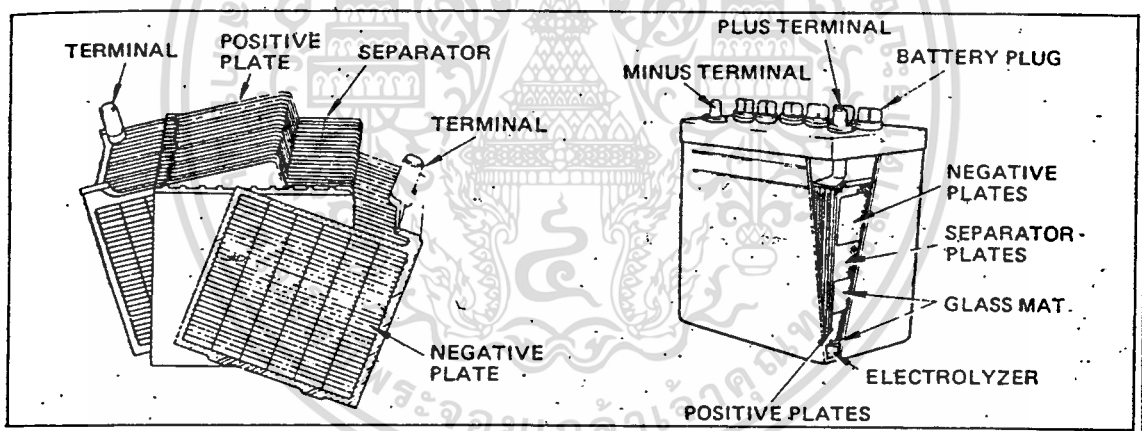 TERMINAL
POSITIVE
PLATE
SEPARATOR
TERMINAL
NEGATIVE
PLATE
PLUS TERMINAL
MINUS TERMINAL
BATTERY PLUG
NEGATIVE
PLATES
SEPARATOR
PLATES
GLASS MAT
ELECTROLYZER
POSITIVE PLATES